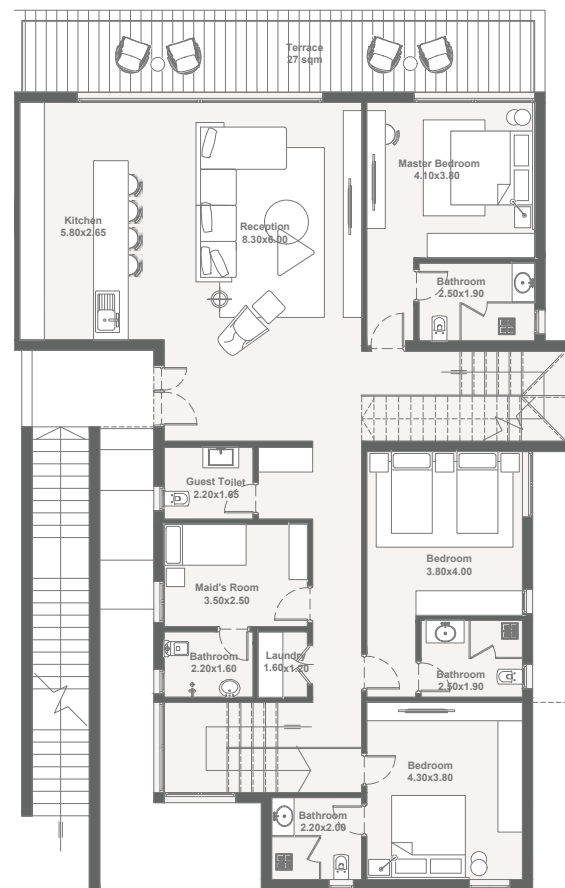 Terrace
27 sqm
Master Bedroom
4.10x3.80
Kitchen
5.80x2.65
Reception
8.30x6.00
Bathroom
2.50x1.90
Guest Toilet
2.20x1.65
Bedroom
3.80x4.00
Maid's Room
3.50x2.50
Bathroom
2.20x1.60
Laundry
1.60x1.20
Bathroom
2.50x1.90
Bedroom
4.30x3.80
Bathroom
2.20x2.00